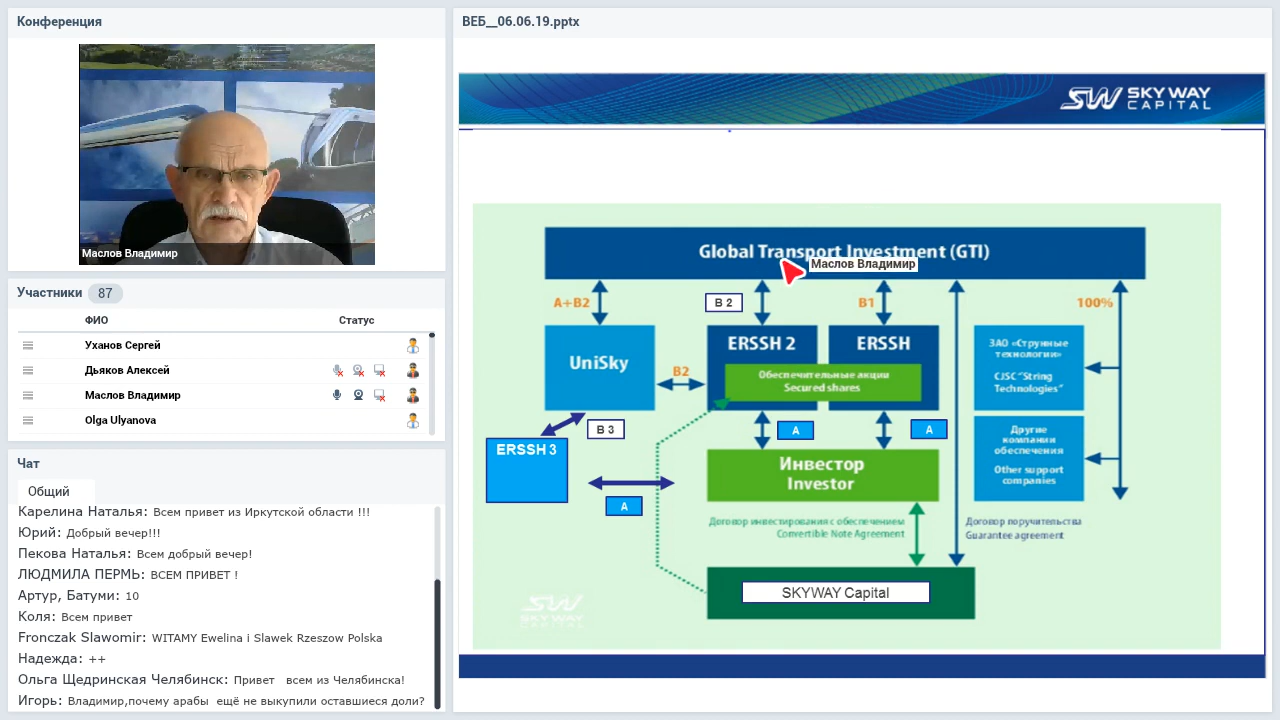 Конференция
Маслов Владимир
Участники 87
ФИО Статус
Уханов Сергей
Дьяков Алексей
Маслов Владимир
Olga Ulyanova
Чат
Общий
Карелина Наталья: Всем привет из Иркутской области !!!
Юрий: Добрый вечер!!!
Пекова Наталья: Всем добрый вечер!
ЛЮДМИЛА ПЕРМЬ: ВСЕМ ПРИВЕТ !
Артур, Батуми: 10
Коля: Всем привет
Fronczak Slawomir: WITAMY Ewelina i Slawek Rzeszow Polska
Надежда: ++
Ольга Щедринская Челябинск: Привет всем из Челябинска!
Игорь: Владимир,почему арабы ещё не выкупили оставшиеся доли?
ВЕБ__06.06.19.pptx
SW SKY WAY
CAPITAL
Global Transport Investment (GTI)
Маслов Владимир
A+B2
B 2
B1
100%
UniSky
ERSSH 2
ERSSH
Обеспечительные акции
Secured shares
B2
ЗАО «Струнные
технологии»
CJSC "String
Technologies"
B 3
A
A
ERSSH 3
A
Инвестор
Investor
Другие
компании
обеспечения
Other support
companies
Договор инвестирования с обеспечением
Convertible Note Agreement
Договор поручительства
Guarantee agreement
SKYWAY Capital
SW
SKY WAY
CAPITAL